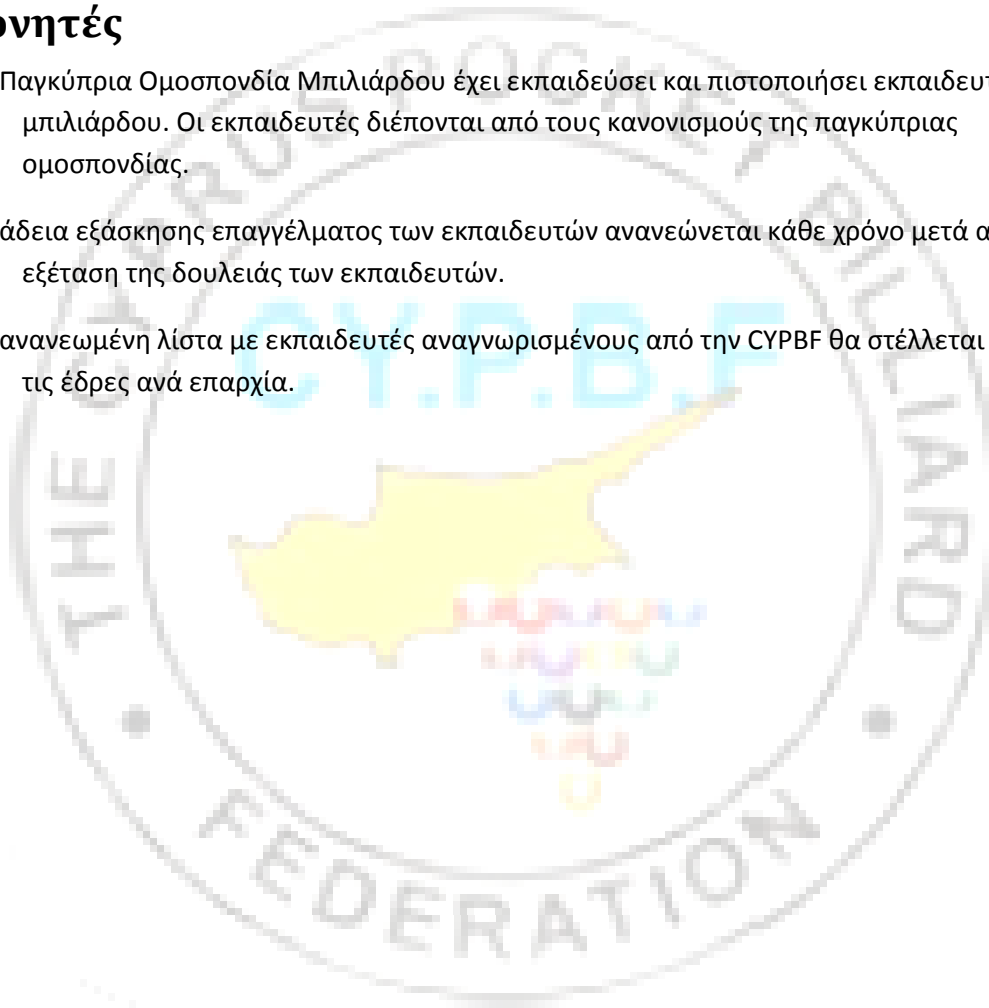 ονητές
Παγκύπρια Ομοσπονδία Μπιλιάρδου έχει εκπαιδεύσει και πιστοποιήσει εκπαιδευτ
μπιλιάρδου. Οι εκπαιδευτές διέπονται από τους κανονισμούς της παγκύπριας
ομοσπονδίας.
άδεια εξάσκησης επαγγέλματος των εκπαιδευτών ανανεώνεται κάθε χρόνο μετά α
εξέταση της δουλειάς των εκπαιδευτών.
ανανεωμένη λίστα με εκπαιδευτές αναγνωρισμένους από την CYPBF θα στέλλεται
τις έδρες ανά επαρχία.
CY.P.B.F
THE CYPRUS POCKET BILLIARD
FEDERATION